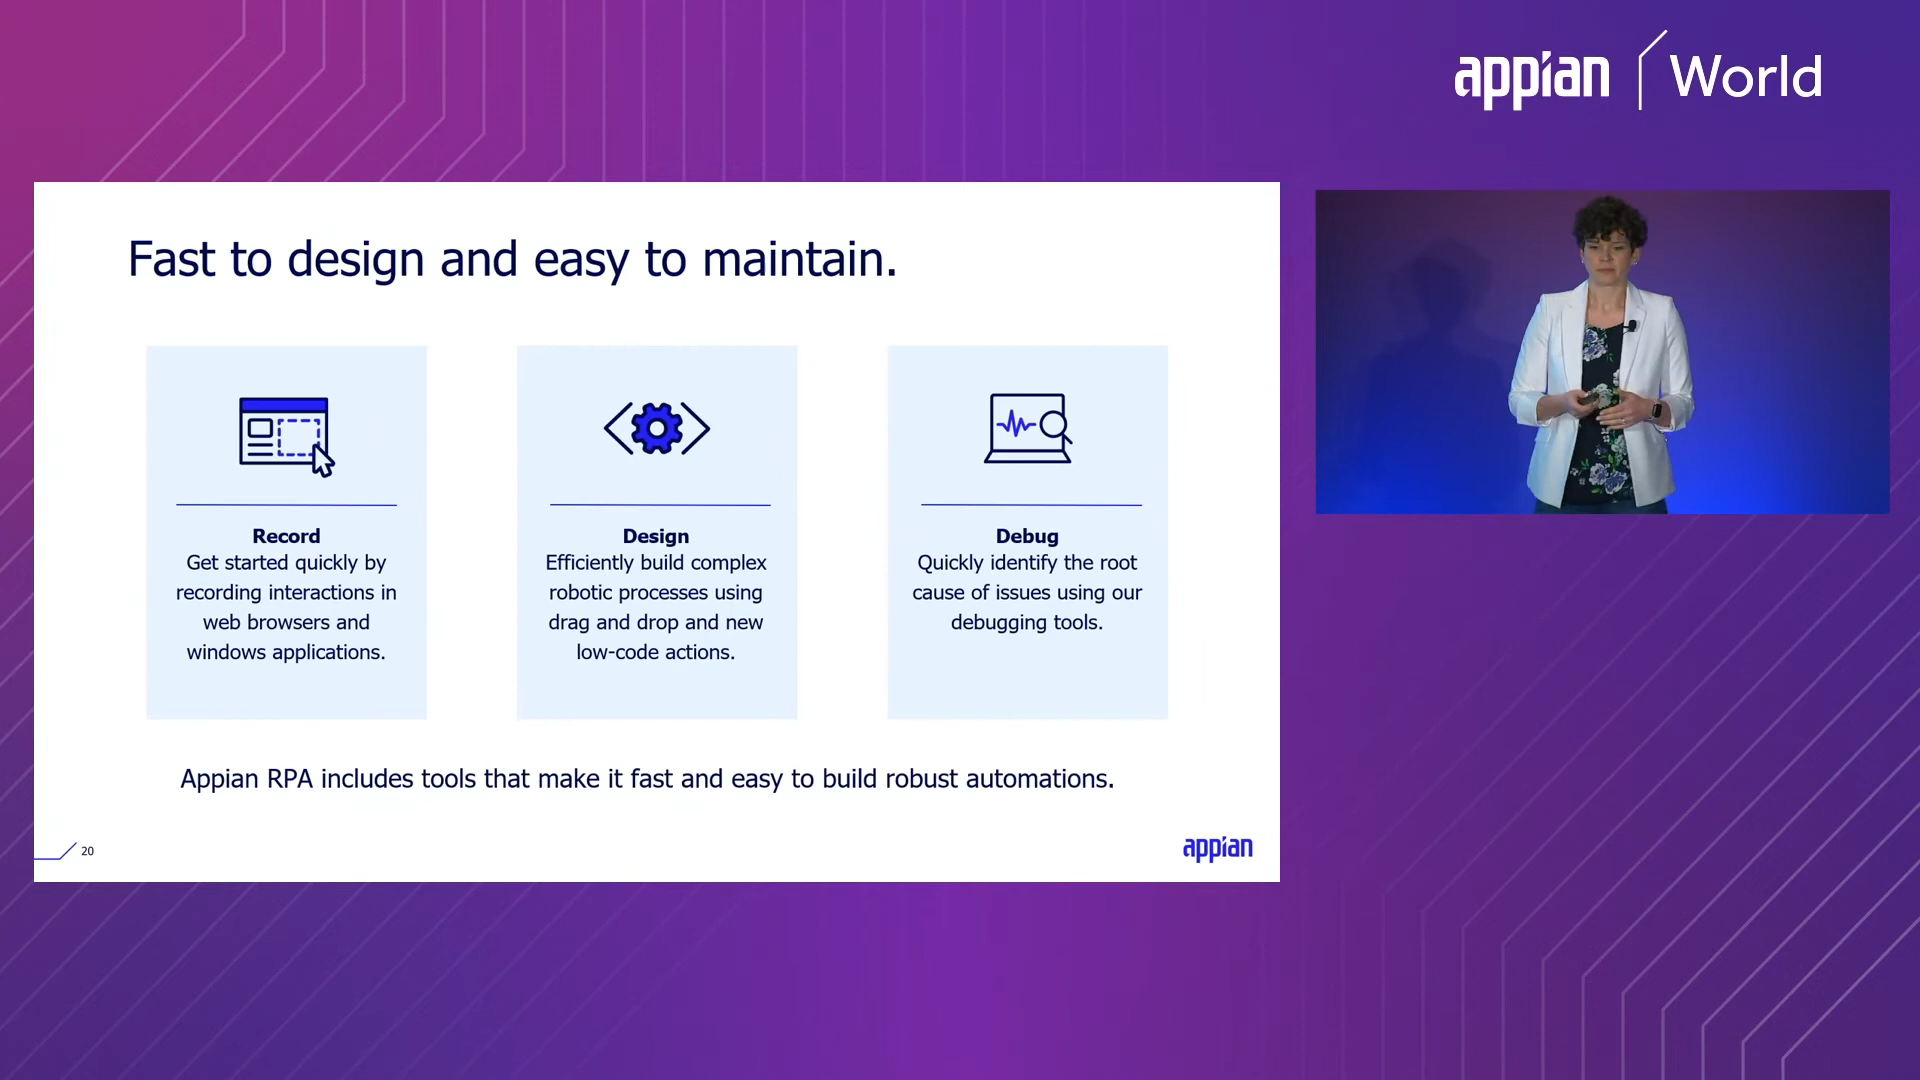 appian World
Fast to design and easy to maintain.
Record
Get started quickly by
recording interactions in
web browsers and
windows applications.
Design
Efficiently build complex
robotic processes using
drag and drop and new
low-code actions.
Debug
Quickly identify the root
cause of issues using our
debugging tools.
Appian RPA includes tools that make it fast and easy to build robust automations.
20
appian